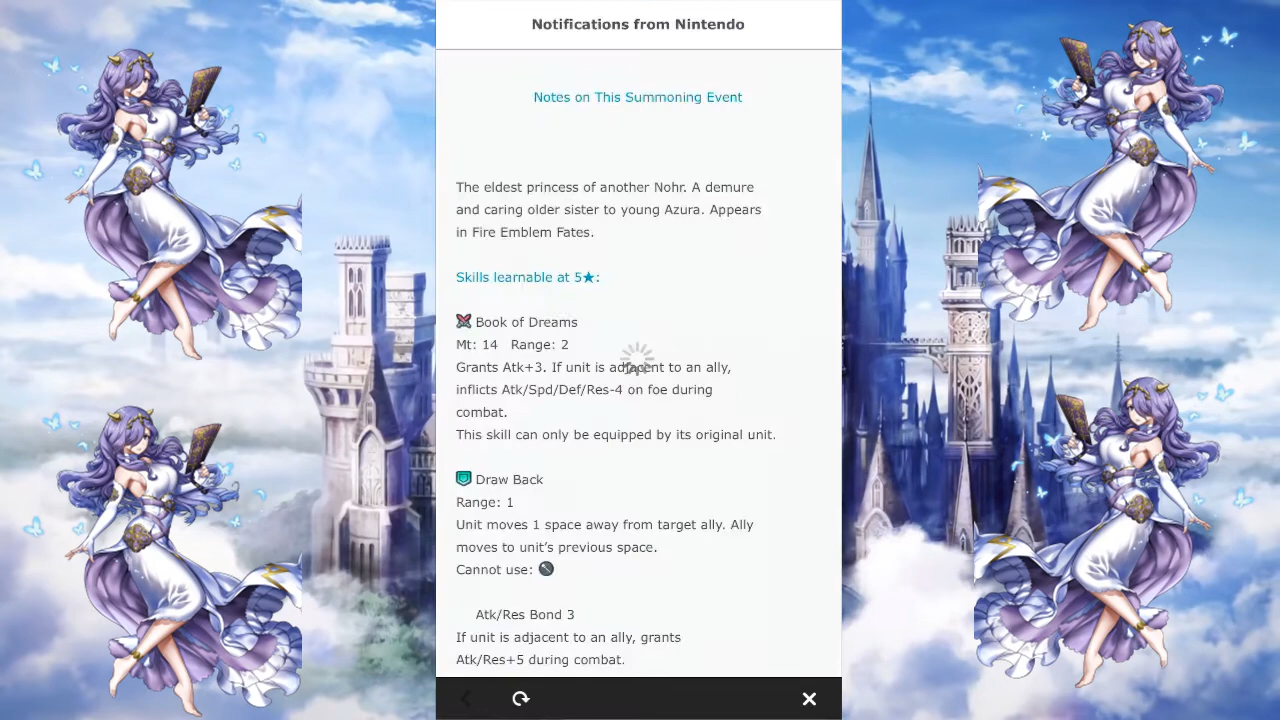 Notifications from Nintendo
Notes on This Summoning Event
The eldest princess of another Nohr. A demure
and caring older sister to young Azura. Appears
in Fire Emblem Fates.
Skills learnable at 5★:
Book of Dreams
Mt: 14 Range: 2
Grants Atk+3. If unit is adjacent to an ally,
inflicts Atk/Spd/Def/Res-4 on foe during
combat.
This skill can only be equipped by its original unit.
Draw Back
Range: 1
Unit moves 1 space away from target ally. Ally
moves to unit’s previous space.
Cannot use:
Atk/Res Bond 3
If unit is adjacent to an ally, grants
Atk/Res+5 during combat.